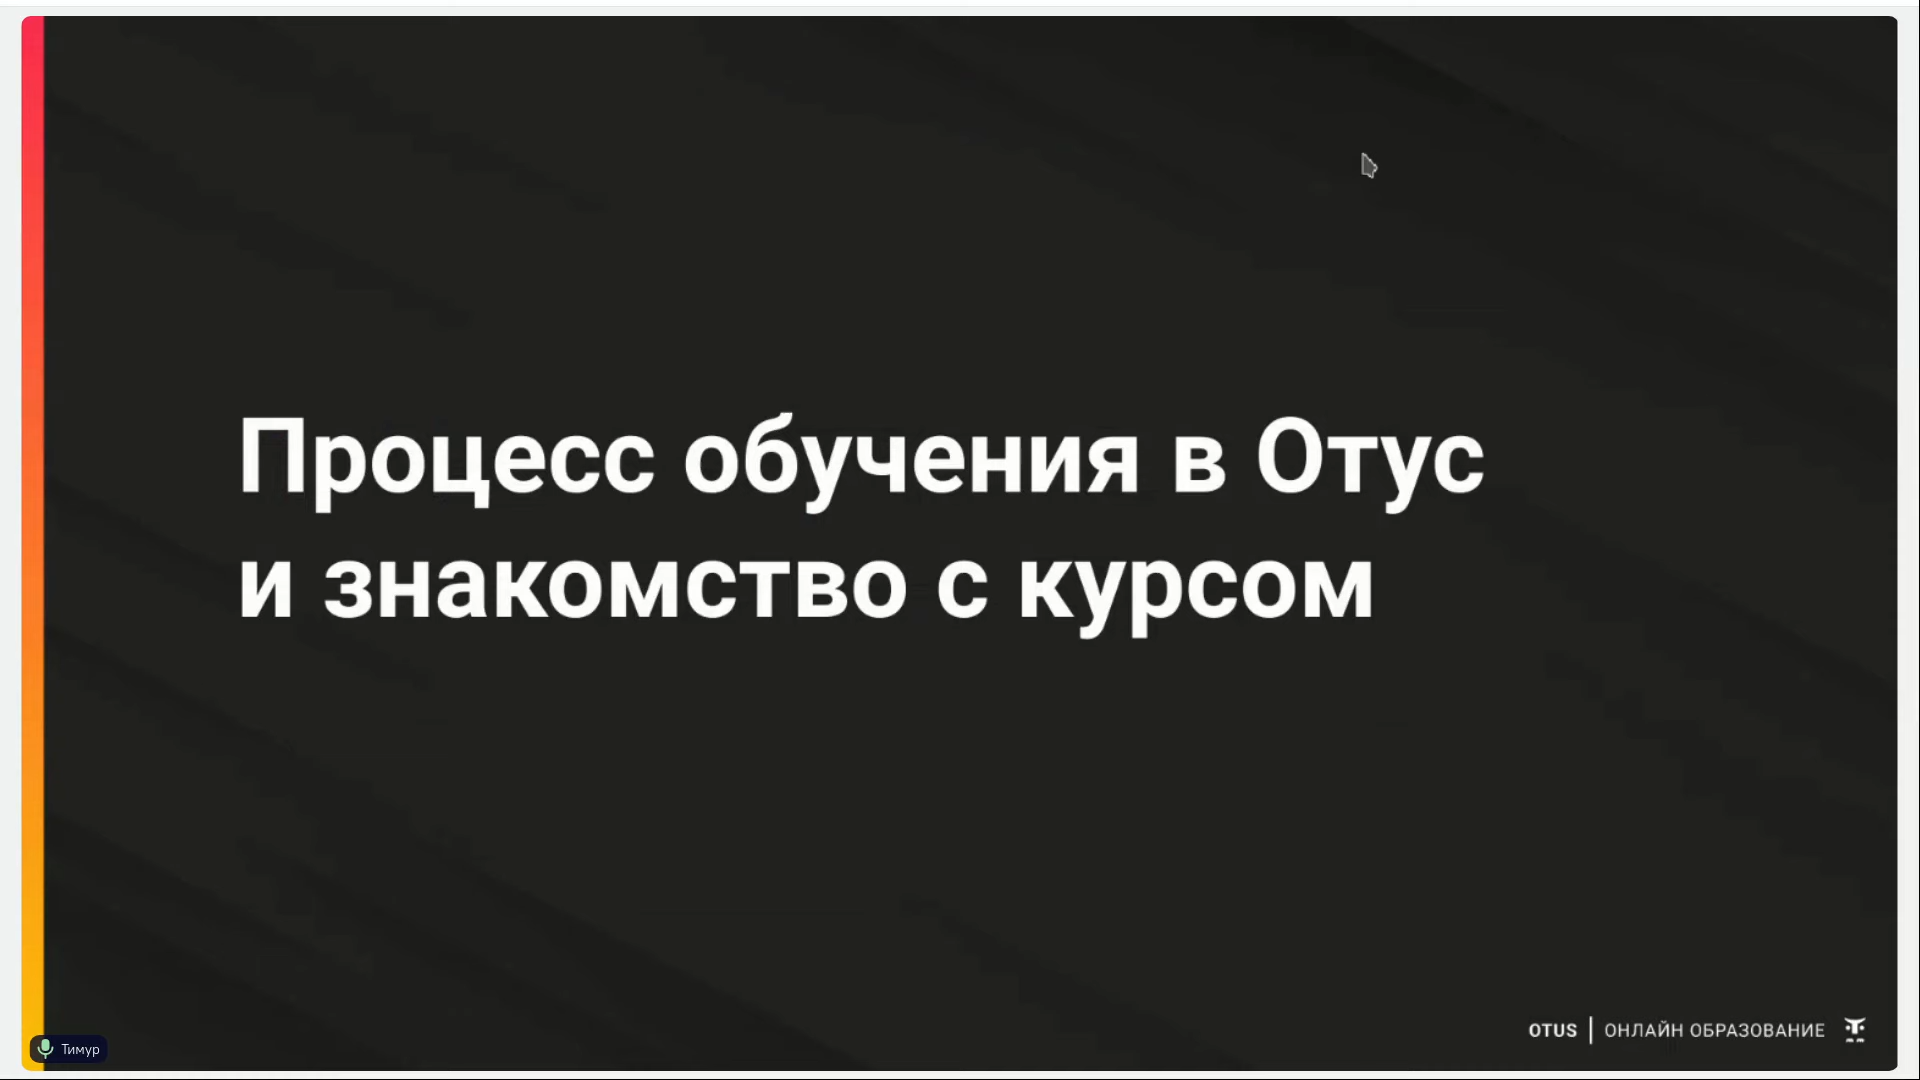 Процесс обучения в Отус
и знакомство с курсом
OTUS | ОНЛАЙН ОБРАЗОВАНИЕ
Тимур